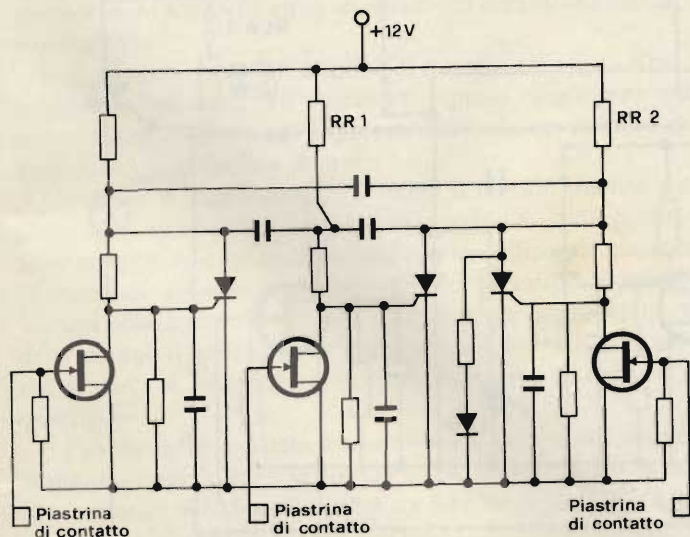 +12V
RR 1
RR 2
Piastrina
di contatto
Piastrina
di contatto
Piastrina
di contatto